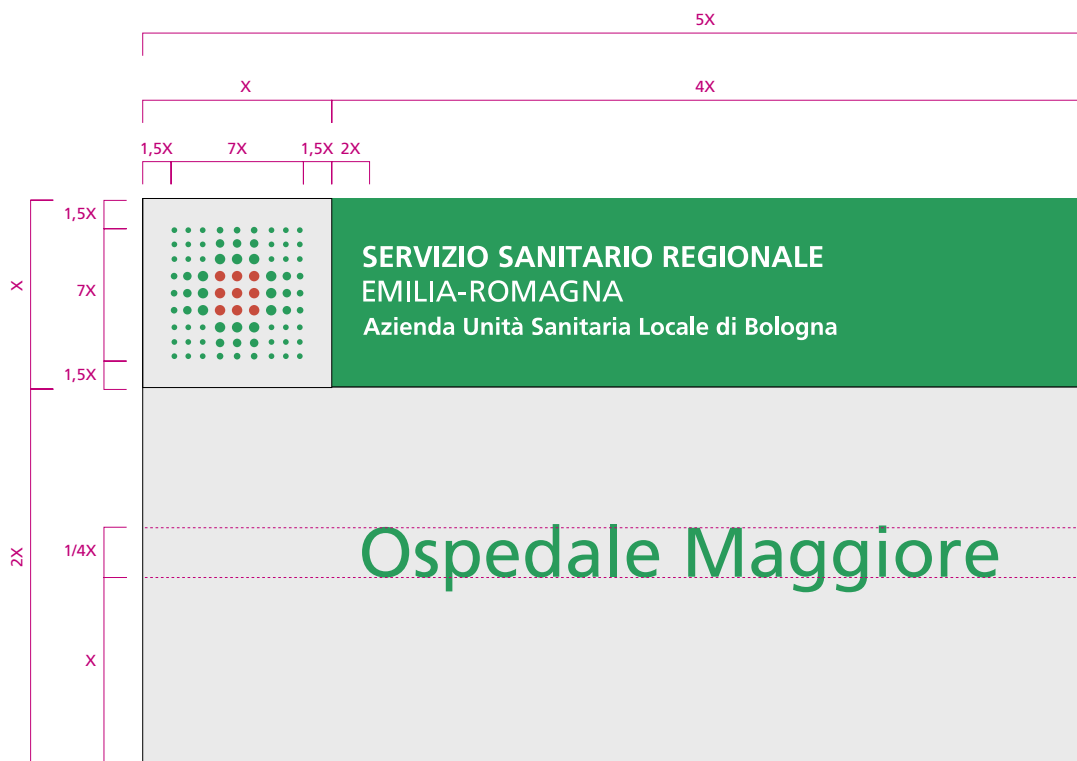 5X
X 4X
1,5X 7X 1,5X 2X
1,5X
X
7X
1,5X
SERVIZIO SANITARIO REGIONALE
EMILIA-ROMAGNA
Azienda Unità Sanitaria Locale di Bologna
2X
1/4X
Ospedale Maggiore
X